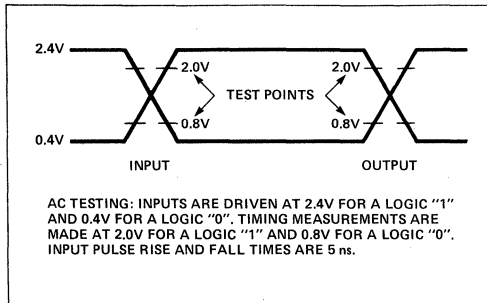 2.4V
2.0V
2.0V
TEST POINTS
0.8V
0.8V
0.4V
INPUT
OUTPUT
AC TESTING: INPUTS ARE DRIVEN AT 2.4V FOR A LOGIC "1"
AND 0.4V FOR A LOGIC "0". TIMING MEASUREMENTS ARE
MADE AT 2.0V FOR A LOGIC "1" AND 0.8V FOR A LOGIC "0".
INPUT PULSE RISE AND FALL TIMES ARE 5 ns.